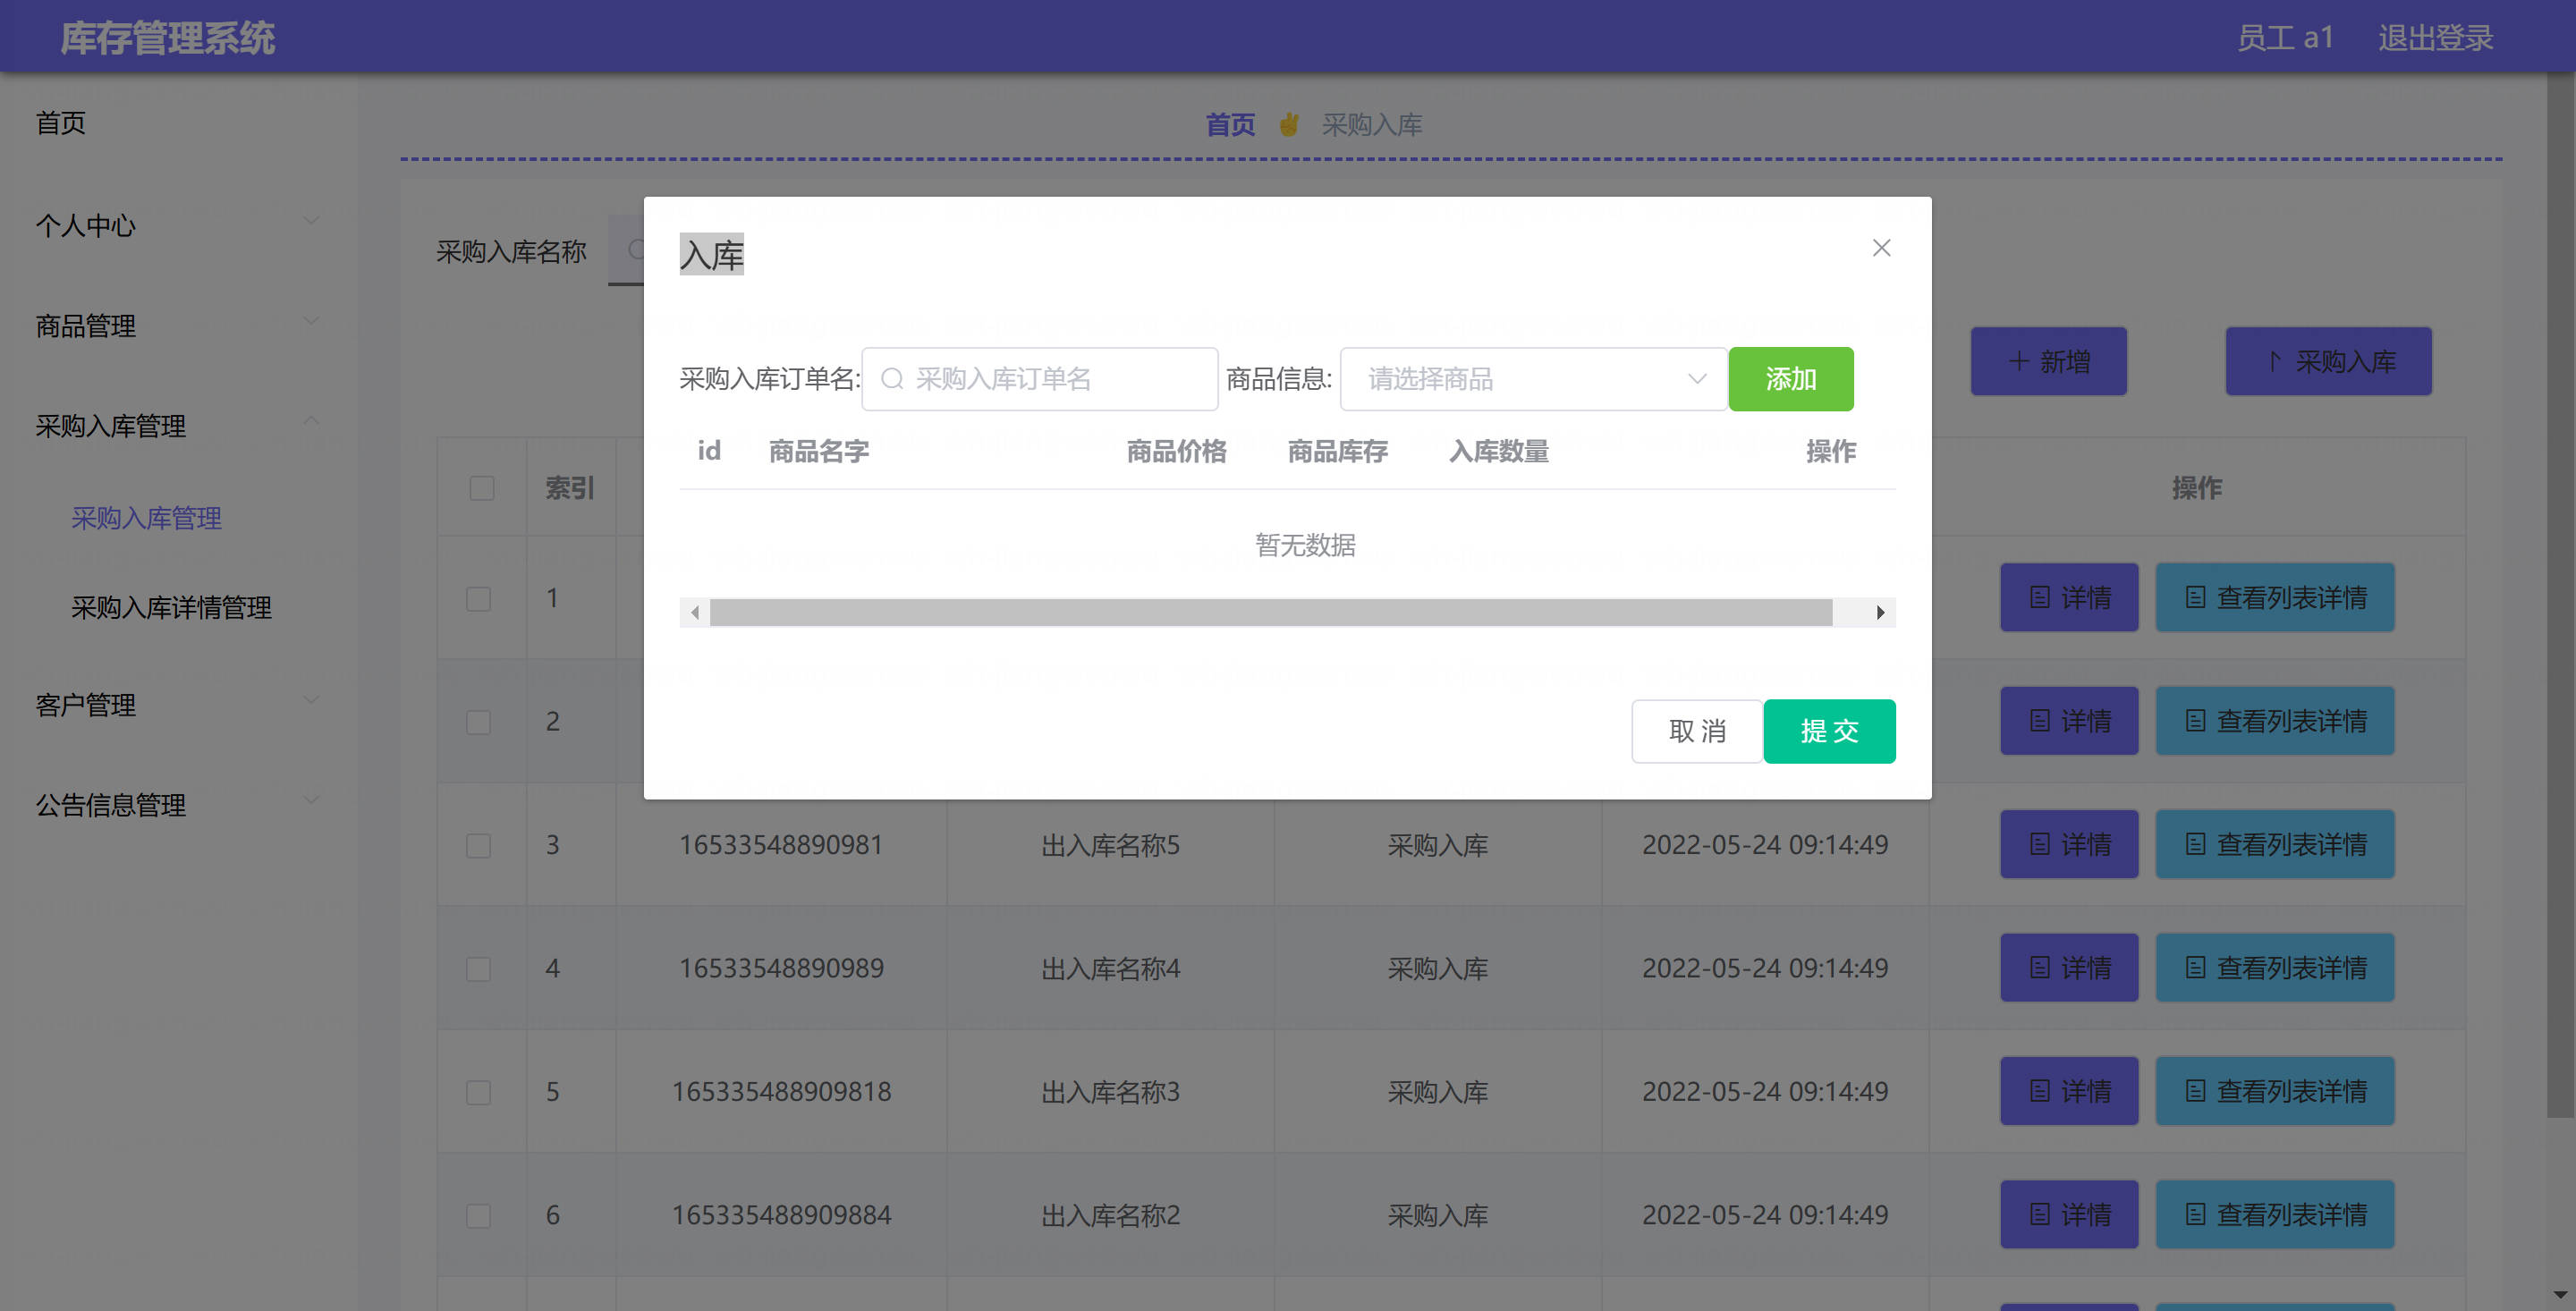 库存管理系统
员工 a1
退出登录
首页
个人中心
商品管理
采购入库管理
采购入库管理
采购入库详情管理
客户管理
公告信息管理
首页 ✌ 采购入库
采购入库名称
新增
采购入库
入库
采购入库订单名: 采购入库订单名 商品信息: 请选择商品 添加
id 商品名字 商品价格 商品库存 入库数量 操作
暂无数据
取 消 提 交
索引 操作
1 详情 查看列表详情
2 详情 查看列表详情
3 16533548890981 出入库名称5 采购入库 2022-05-24 09:14:49 详情 查看列表详情
4 16533548890989 出入库名称4 采购入库 2022-05-24 09:14:49 详情 查看列表详情
5 165335488909818 出入库名称3 采购入库 2022-05-24 09:14:49 详情 查看列表详情
6 165335488909884 出入库名称2 采购入库 2022-05-24 09:14:49 详情 查看列表详情